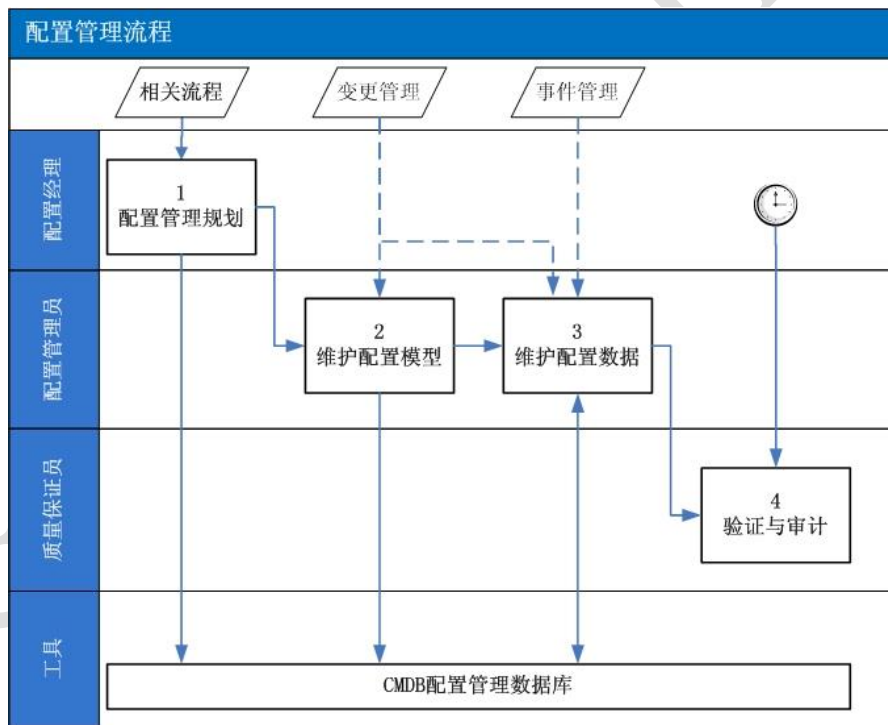 配置管理流程
相关流程
变更管理
事件管理
配置经理
1
配置管理规划
配置管理员
2
维护配置模型
3
维护配置数据
质量保证员
4
验证与审计
工具
CMDB配置管理数据库